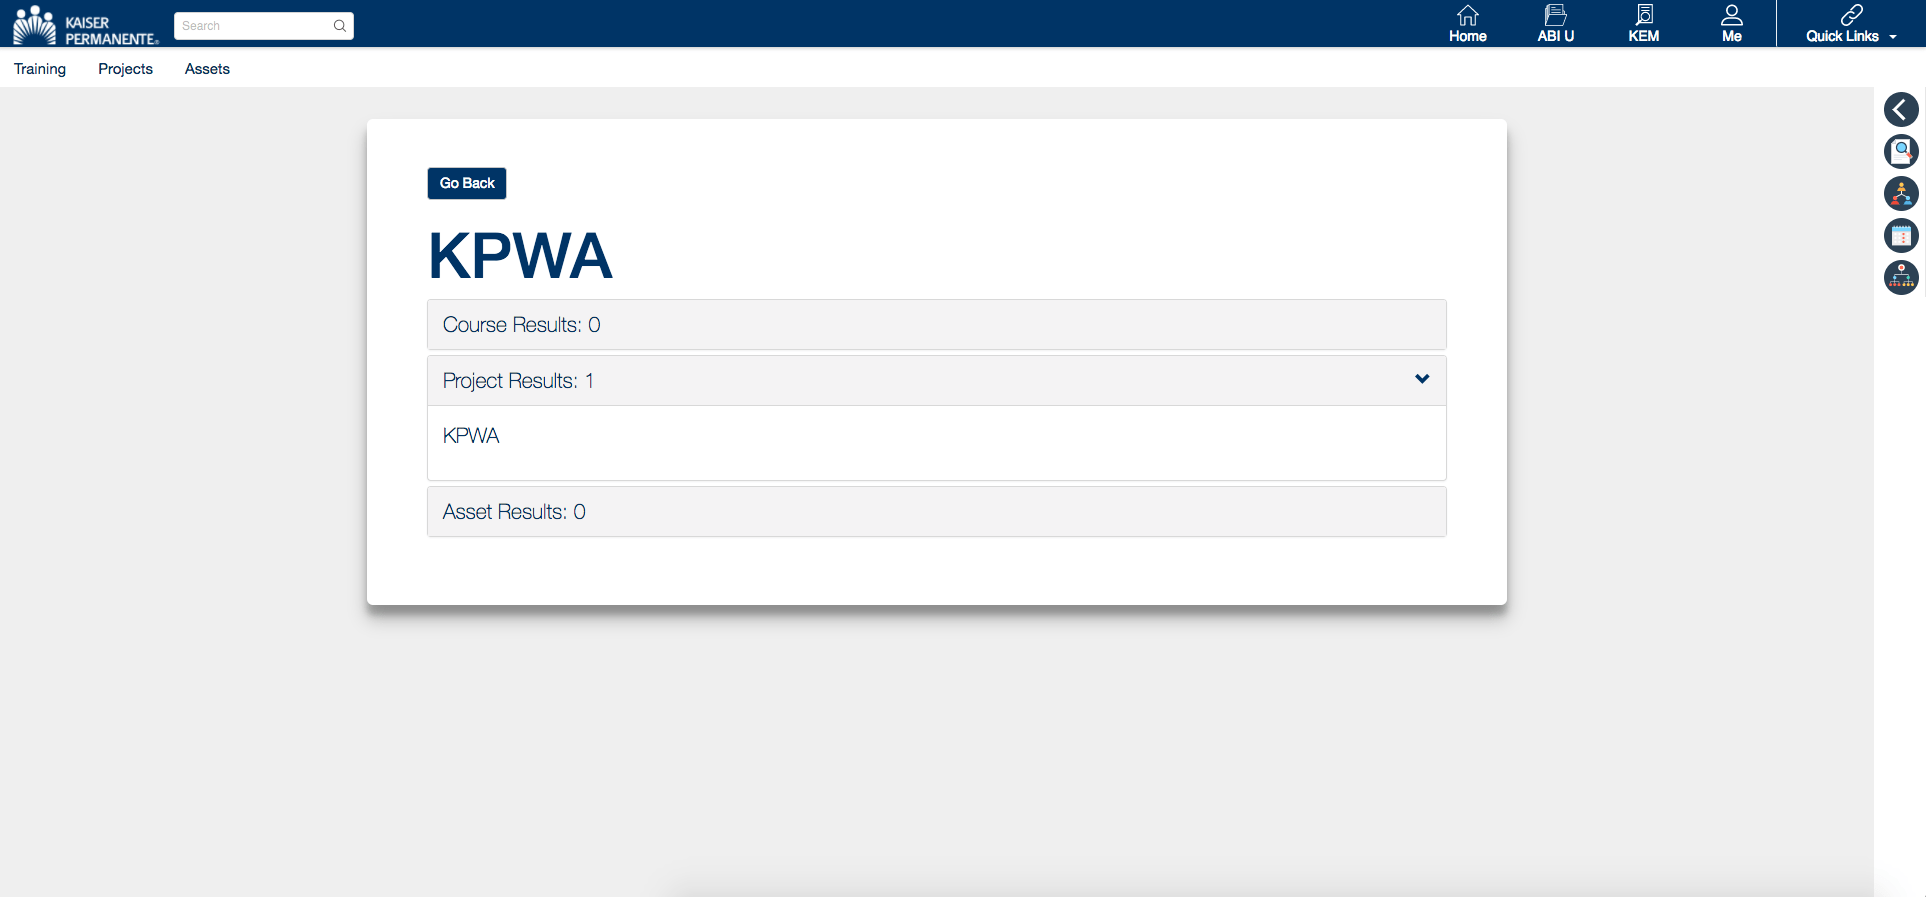 KAISER
PERMANENTE®
Search
Home
ABI U
KEM
Me
Quick Links
Training
Projects
Assets
Go Back
KPWA
Course Results: 0
Project Results: 1
KPWA
Asset Results: 0